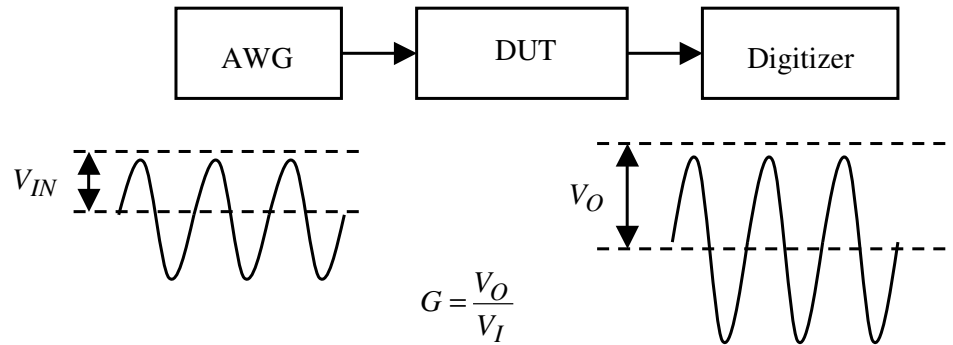 AWG
DUT
Digitizer
V_IN
V_O
G = V_O / V_I